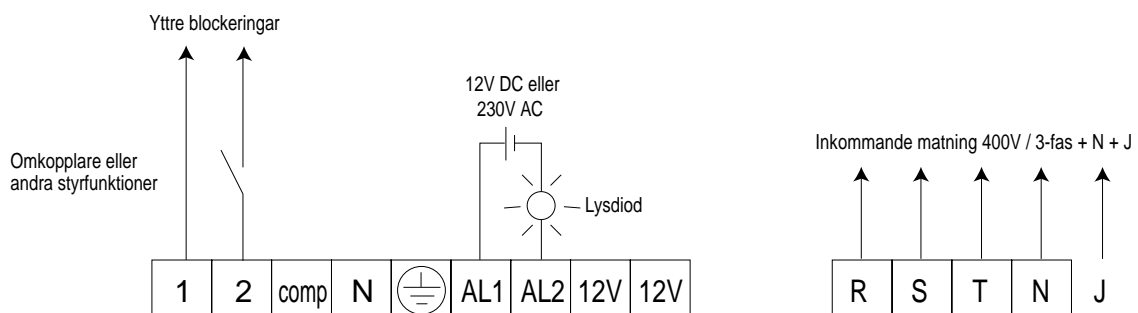 Yttre blockeringar
12V DC eller
230V AC
Omkopplare eller
andra styrfunktioner
Lysdiod
Inkommande matning 400V / 3-fas + N + J
1 2 comp N AL1 AL2 12V 12V
R S T N J